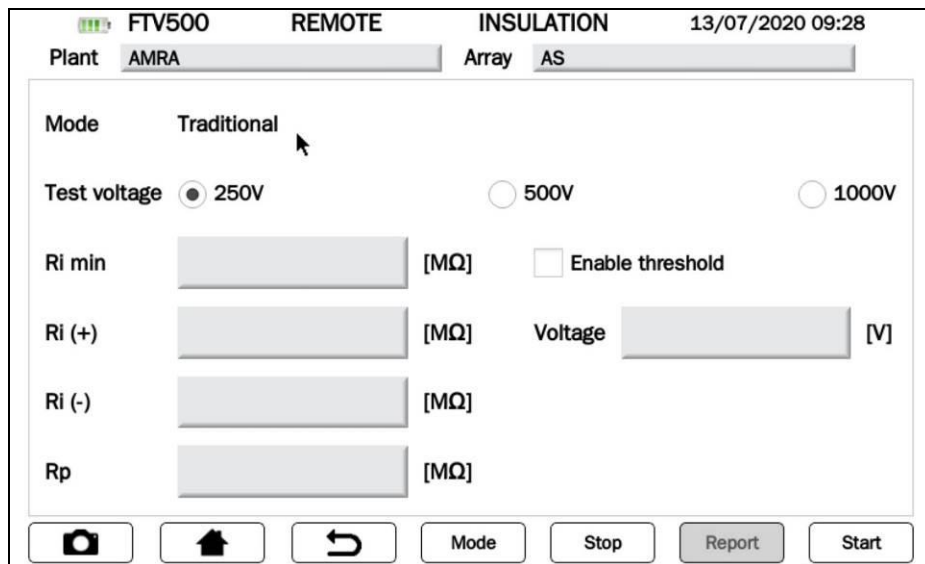 FTV500 REMOTE INSULATION 13/07/2020 09:28
Plant AMRA Array AS
Mode Traditional
Test voltage 250V 500V 1000V
Ri min [MΩ] Enable threshold
Ri (+) [MΩ] Voltage [V]
Ri (-) [MΩ]
Rp [MΩ]
Mode Stop Report Start